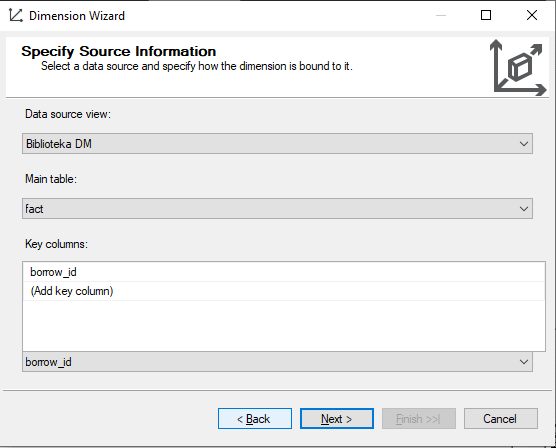 Dimension Wizard
Specify Source Information
Select a data source and specify how the dimension is bound to it.
Data source view:
Biblioteka DM
Main table:
fact
Key columns:
borrow_id
(Add key column)
borrow_id
< Back
Next >
Finish >>|
Cancel